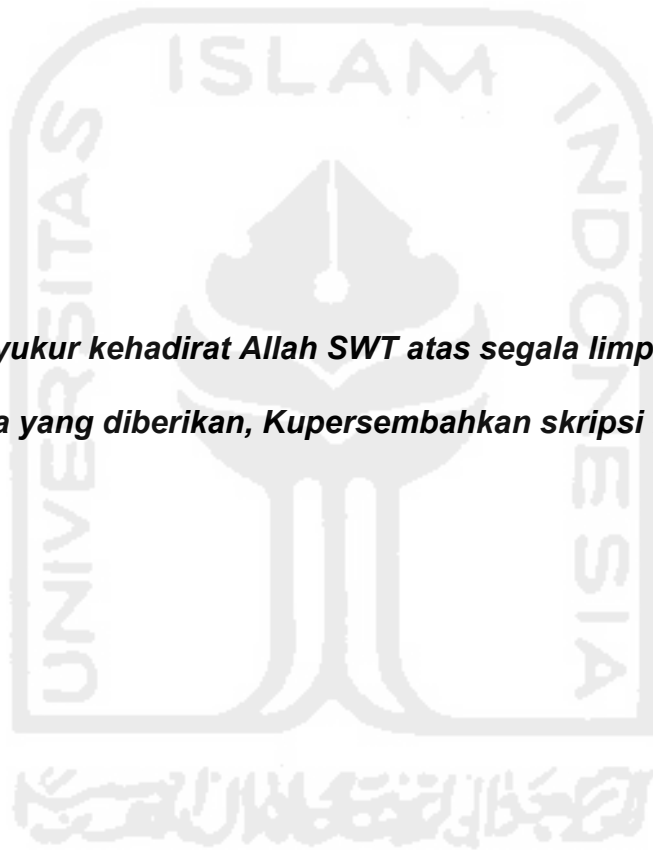 ISLAM
UNIVERSITAS
INDONESIA
yukur kehadirat Allah SWT atas segala limp
a yang diberikan, Kupersembahkan skripsi